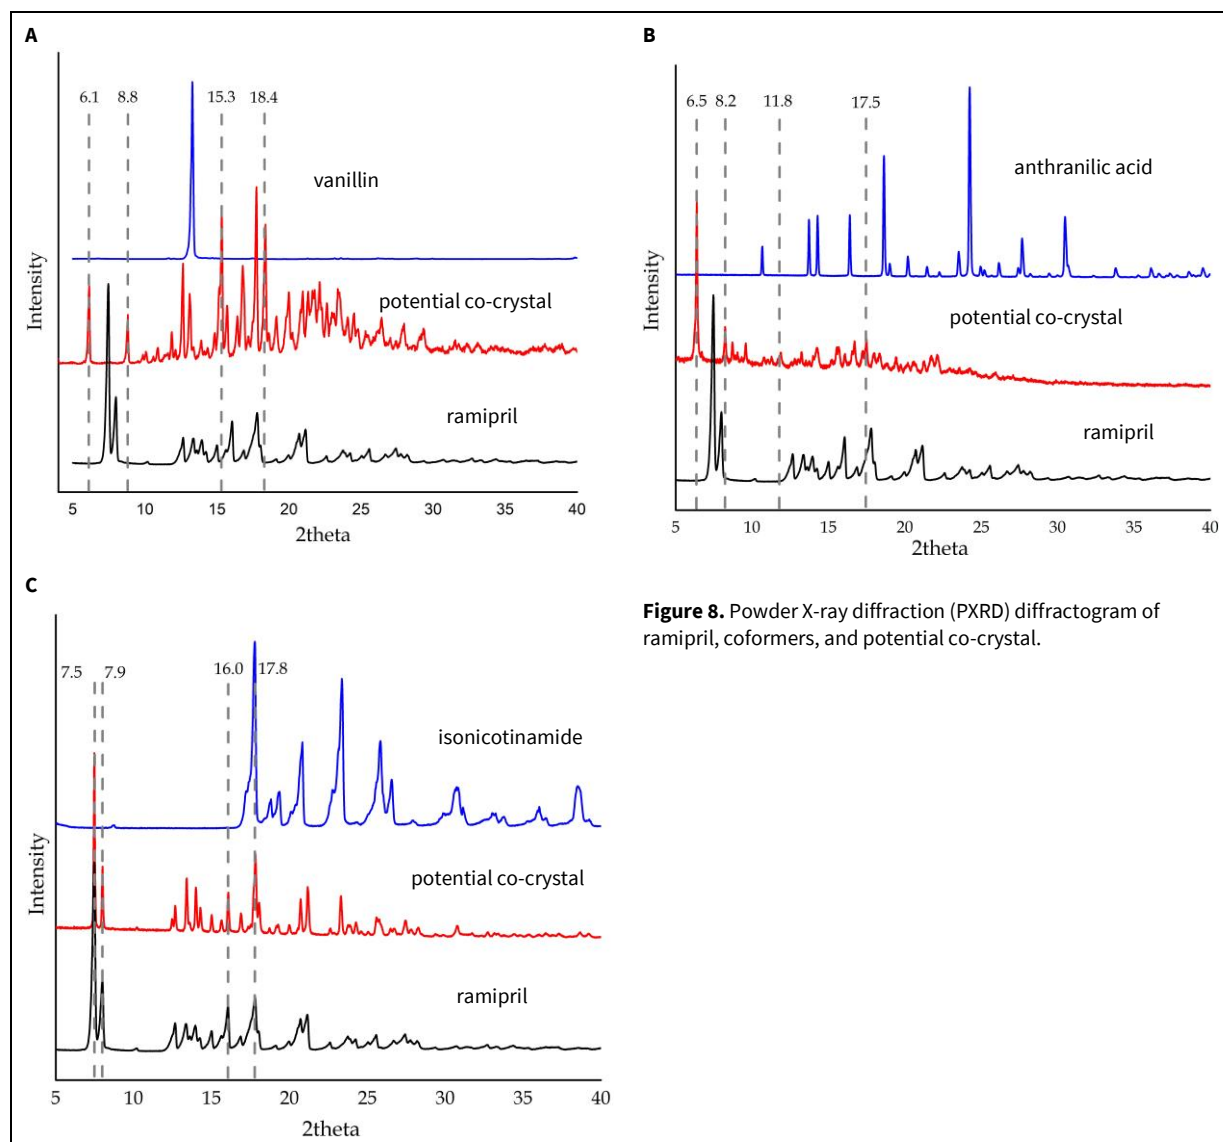 A
6.1 8.8 15.3 18.4
vanillin
potential co-crystal
ramipril
Intensity
5 10 15 20 25 30 35 40
2theta
B
6.5 8.2 11.8 17.5
anthranilic acid
potential co-crystal
ramipril
Intensity
5 10 15 20 25 30 35 40
2theta
C
7.5 7.9 16.0 17.8
isonicotinamide
potential co-crystal
ramipril
Intensity
5 10 15 20 25 30 35 40
2theta
Figure 8. Powder X-ray diffraction (PXRD) diffractogram of
ramipril, coformers, and potential co-crystal.